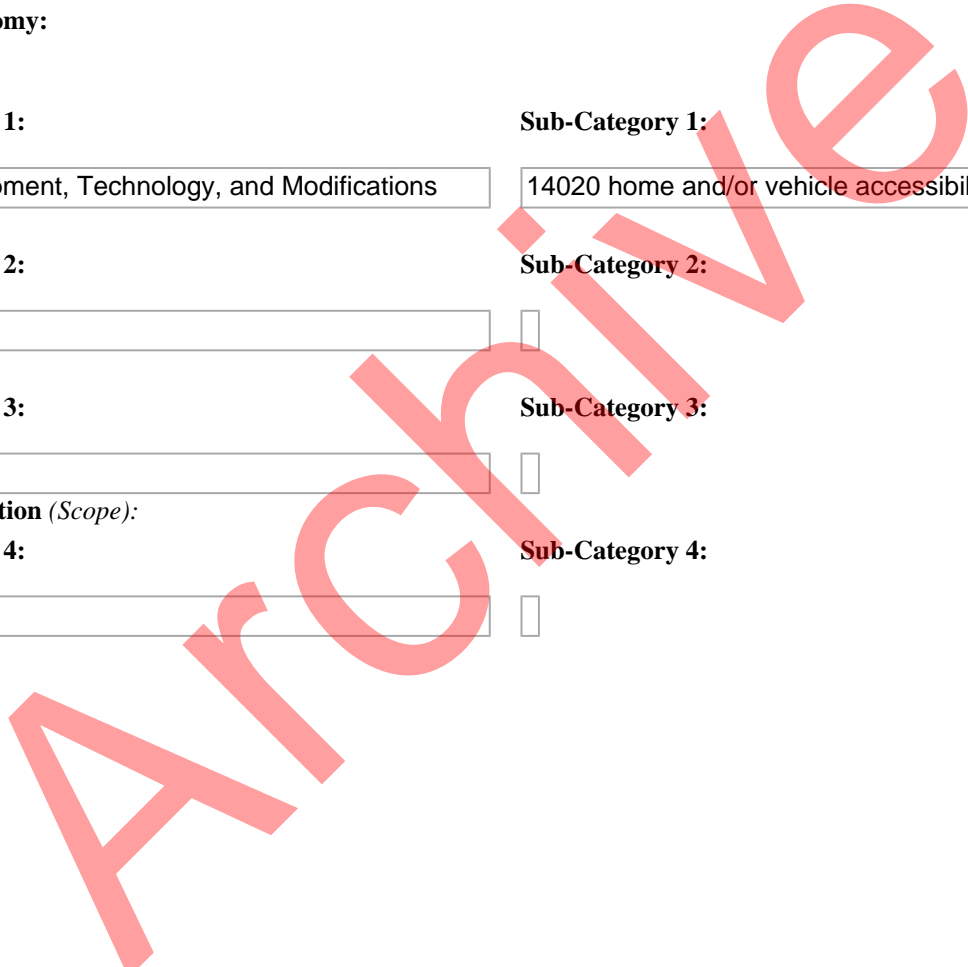 omy:
1: Sub-Category 1:
pment, Technology, and Modifications 14020 home and/or vehicle accessibil
2: Sub-Category 2:
3: Sub-Category 3:
tion (Scope):
4: Sub-Category 4:
Archive